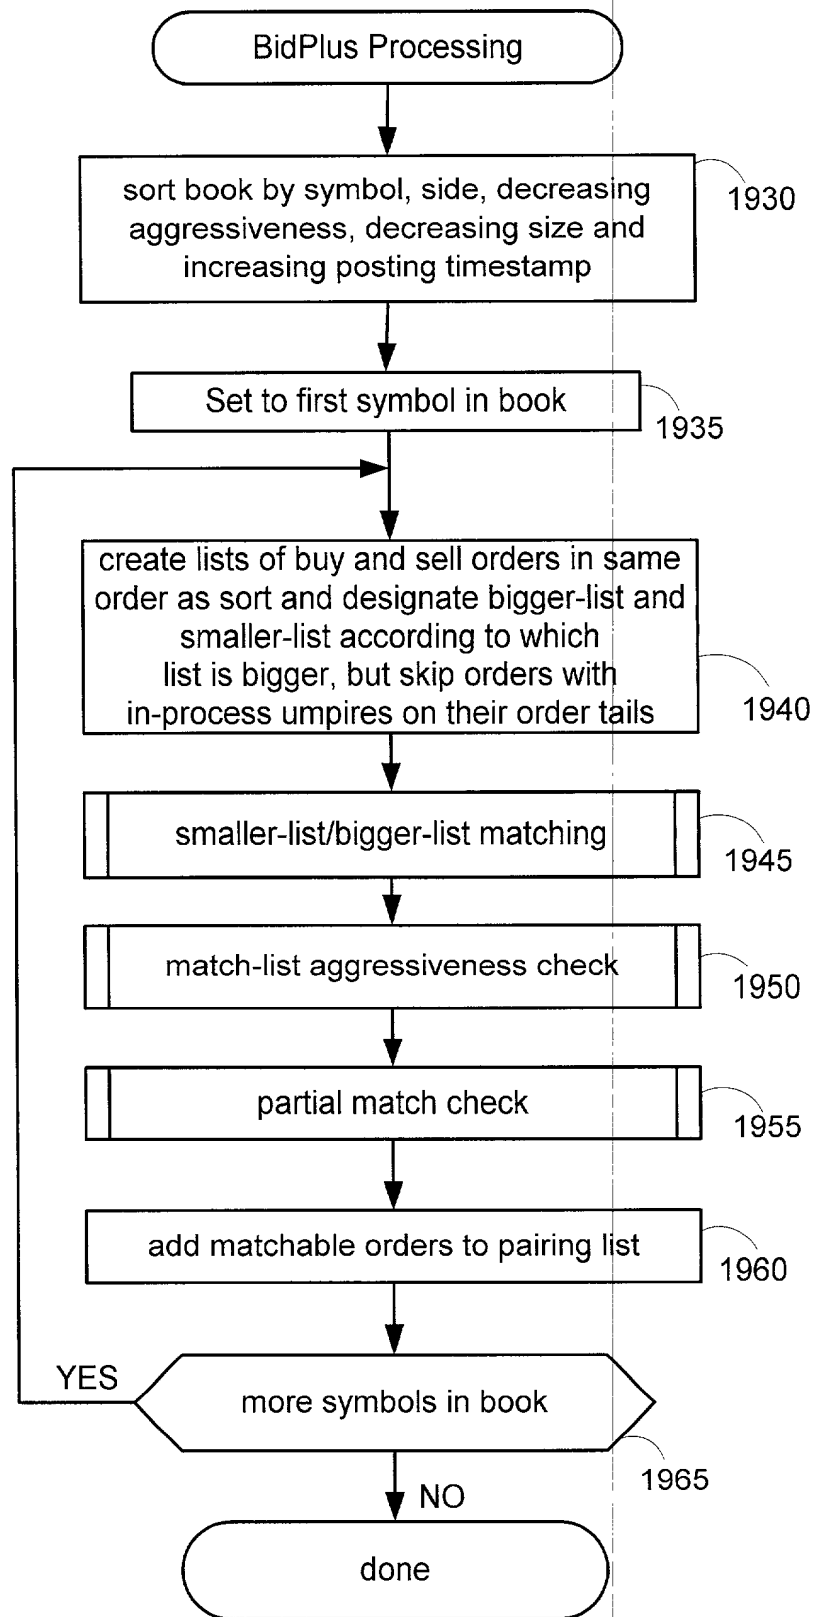 BidPlus Processing
sort book by symbol, side, decreasing
aggressiveness, decreasing size and
increasing posting timestamp
1930
Set to first symbol in book
1935
create lists of buy and sell orders in same
order as sort and designate bigger-list and
smaller-list according to which
list is bigger, but skip orders with
in-process umpires on their order tails
1940
smaller-list/bigger-list matching
1945
match-list aggressiveness check
1950
partial match check
1955
add matchable orders to pairing list
1960
YES
more symbols in book
1965
NO
done